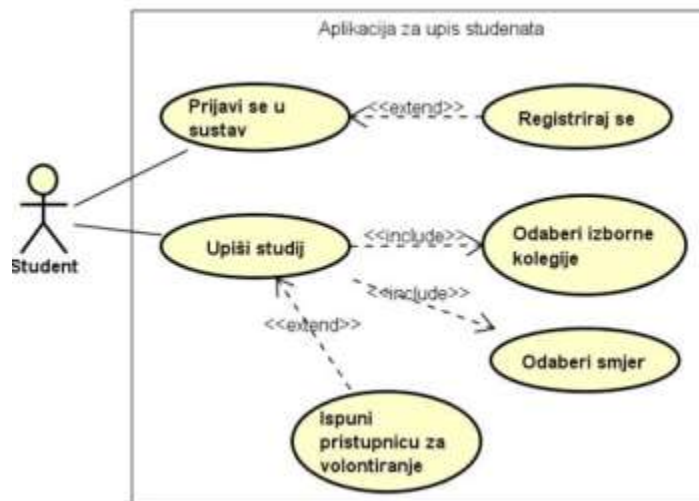 Aplikacija za upis studenata
Prijavi se u
sustav
<<extend>>
Registriraj se
Student
Upiši studij
<<include>>
Odaberi izborne
kolegije
<<include>>
<<extend>>
Odaberi smjer
Ispuni
pristupnicu za
volontiranje